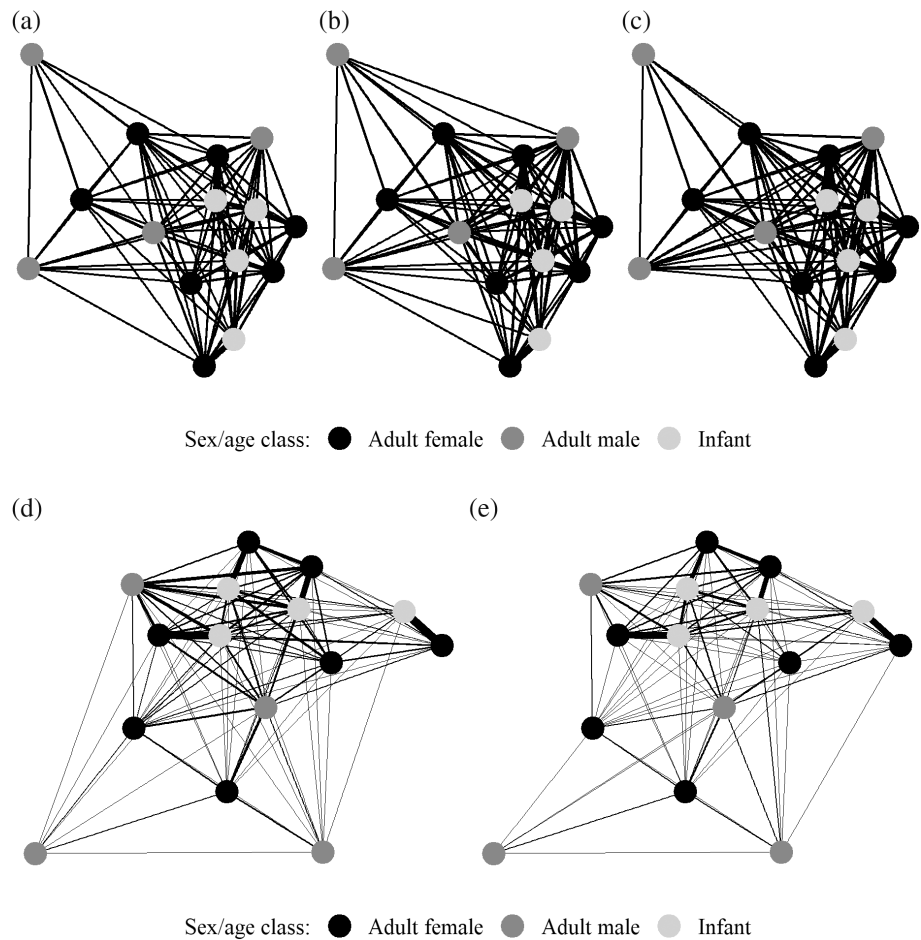 (a) (b) (c)
Sex/age class: Adult female Adult male Infant
(d) (e)
Sex/age class: Adult female Adult male Infant